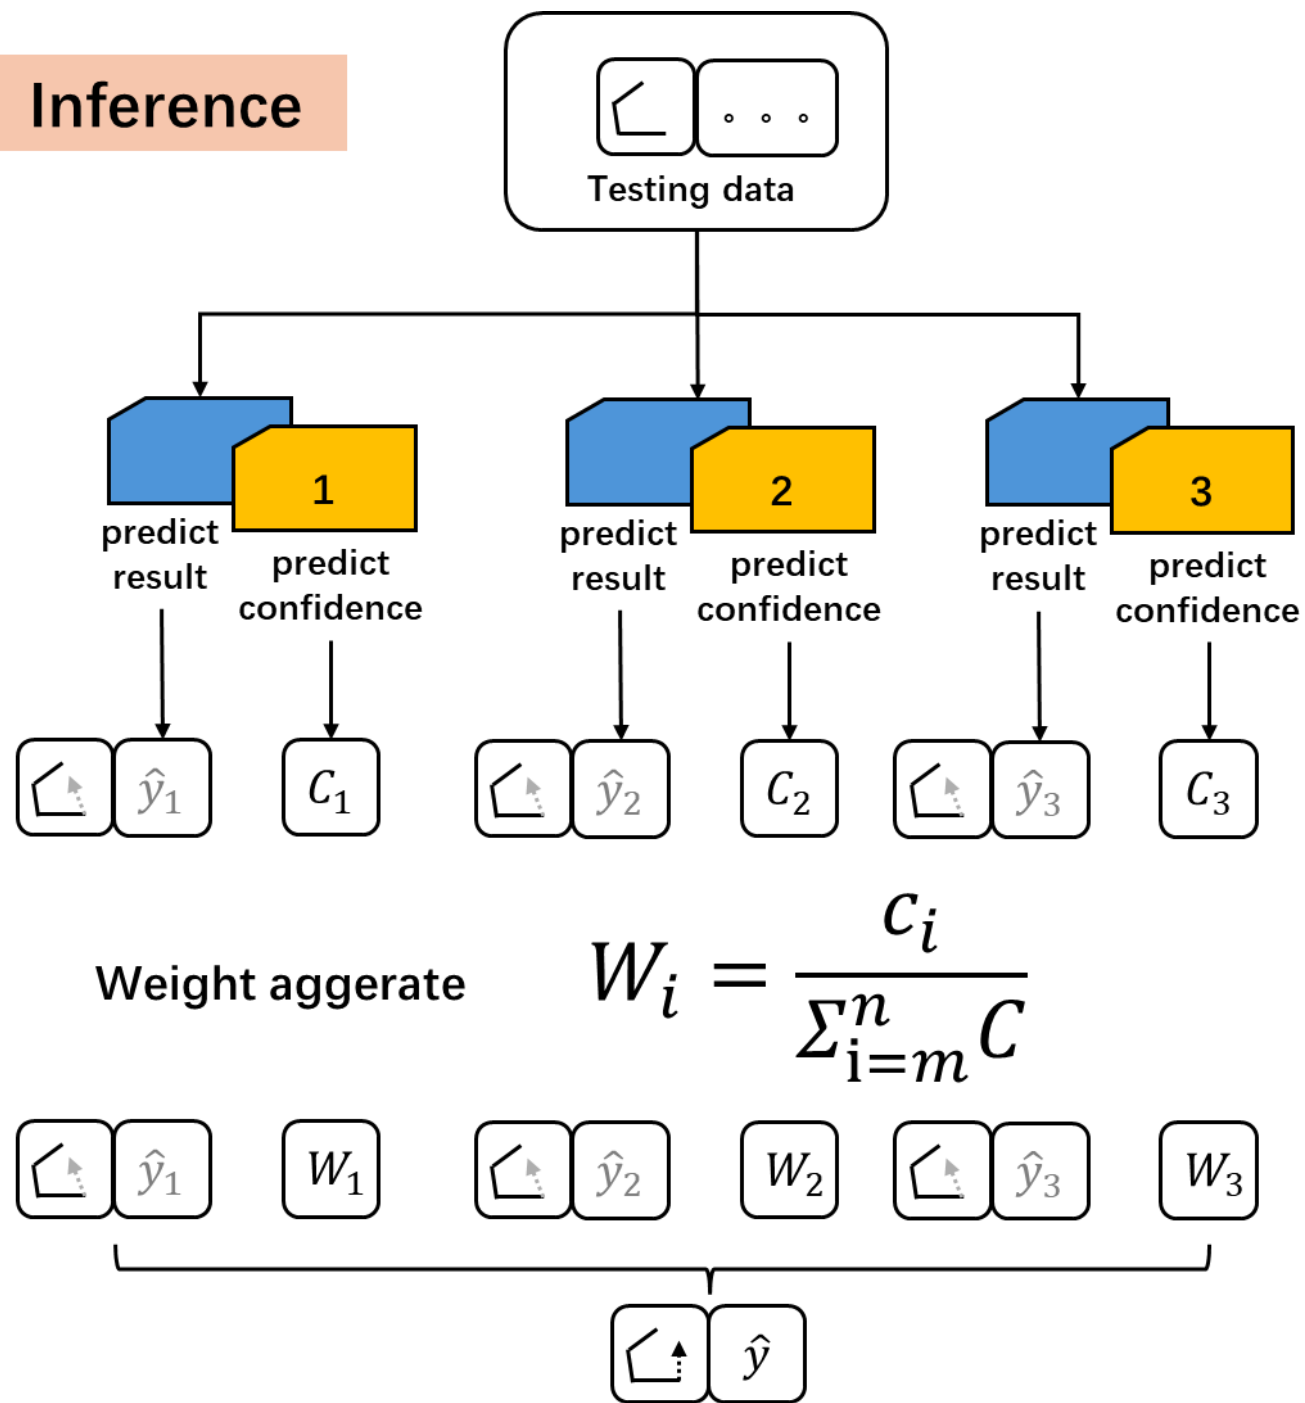 Inference
Testing data
1
2
3
predict
result
predict
confidence
predict
result
predict
confidence
predict
result
predict
confidence
ŷ₁
C₁
ŷ₂
C₂
ŷ₃
C₃
Weight aggerate
Wᵢ = cᵢ / Σⁿᵢ₌ₘ C
ŷ₁
W₁
ŷ₂
W₂
ŷ₃
W₃
ŷ